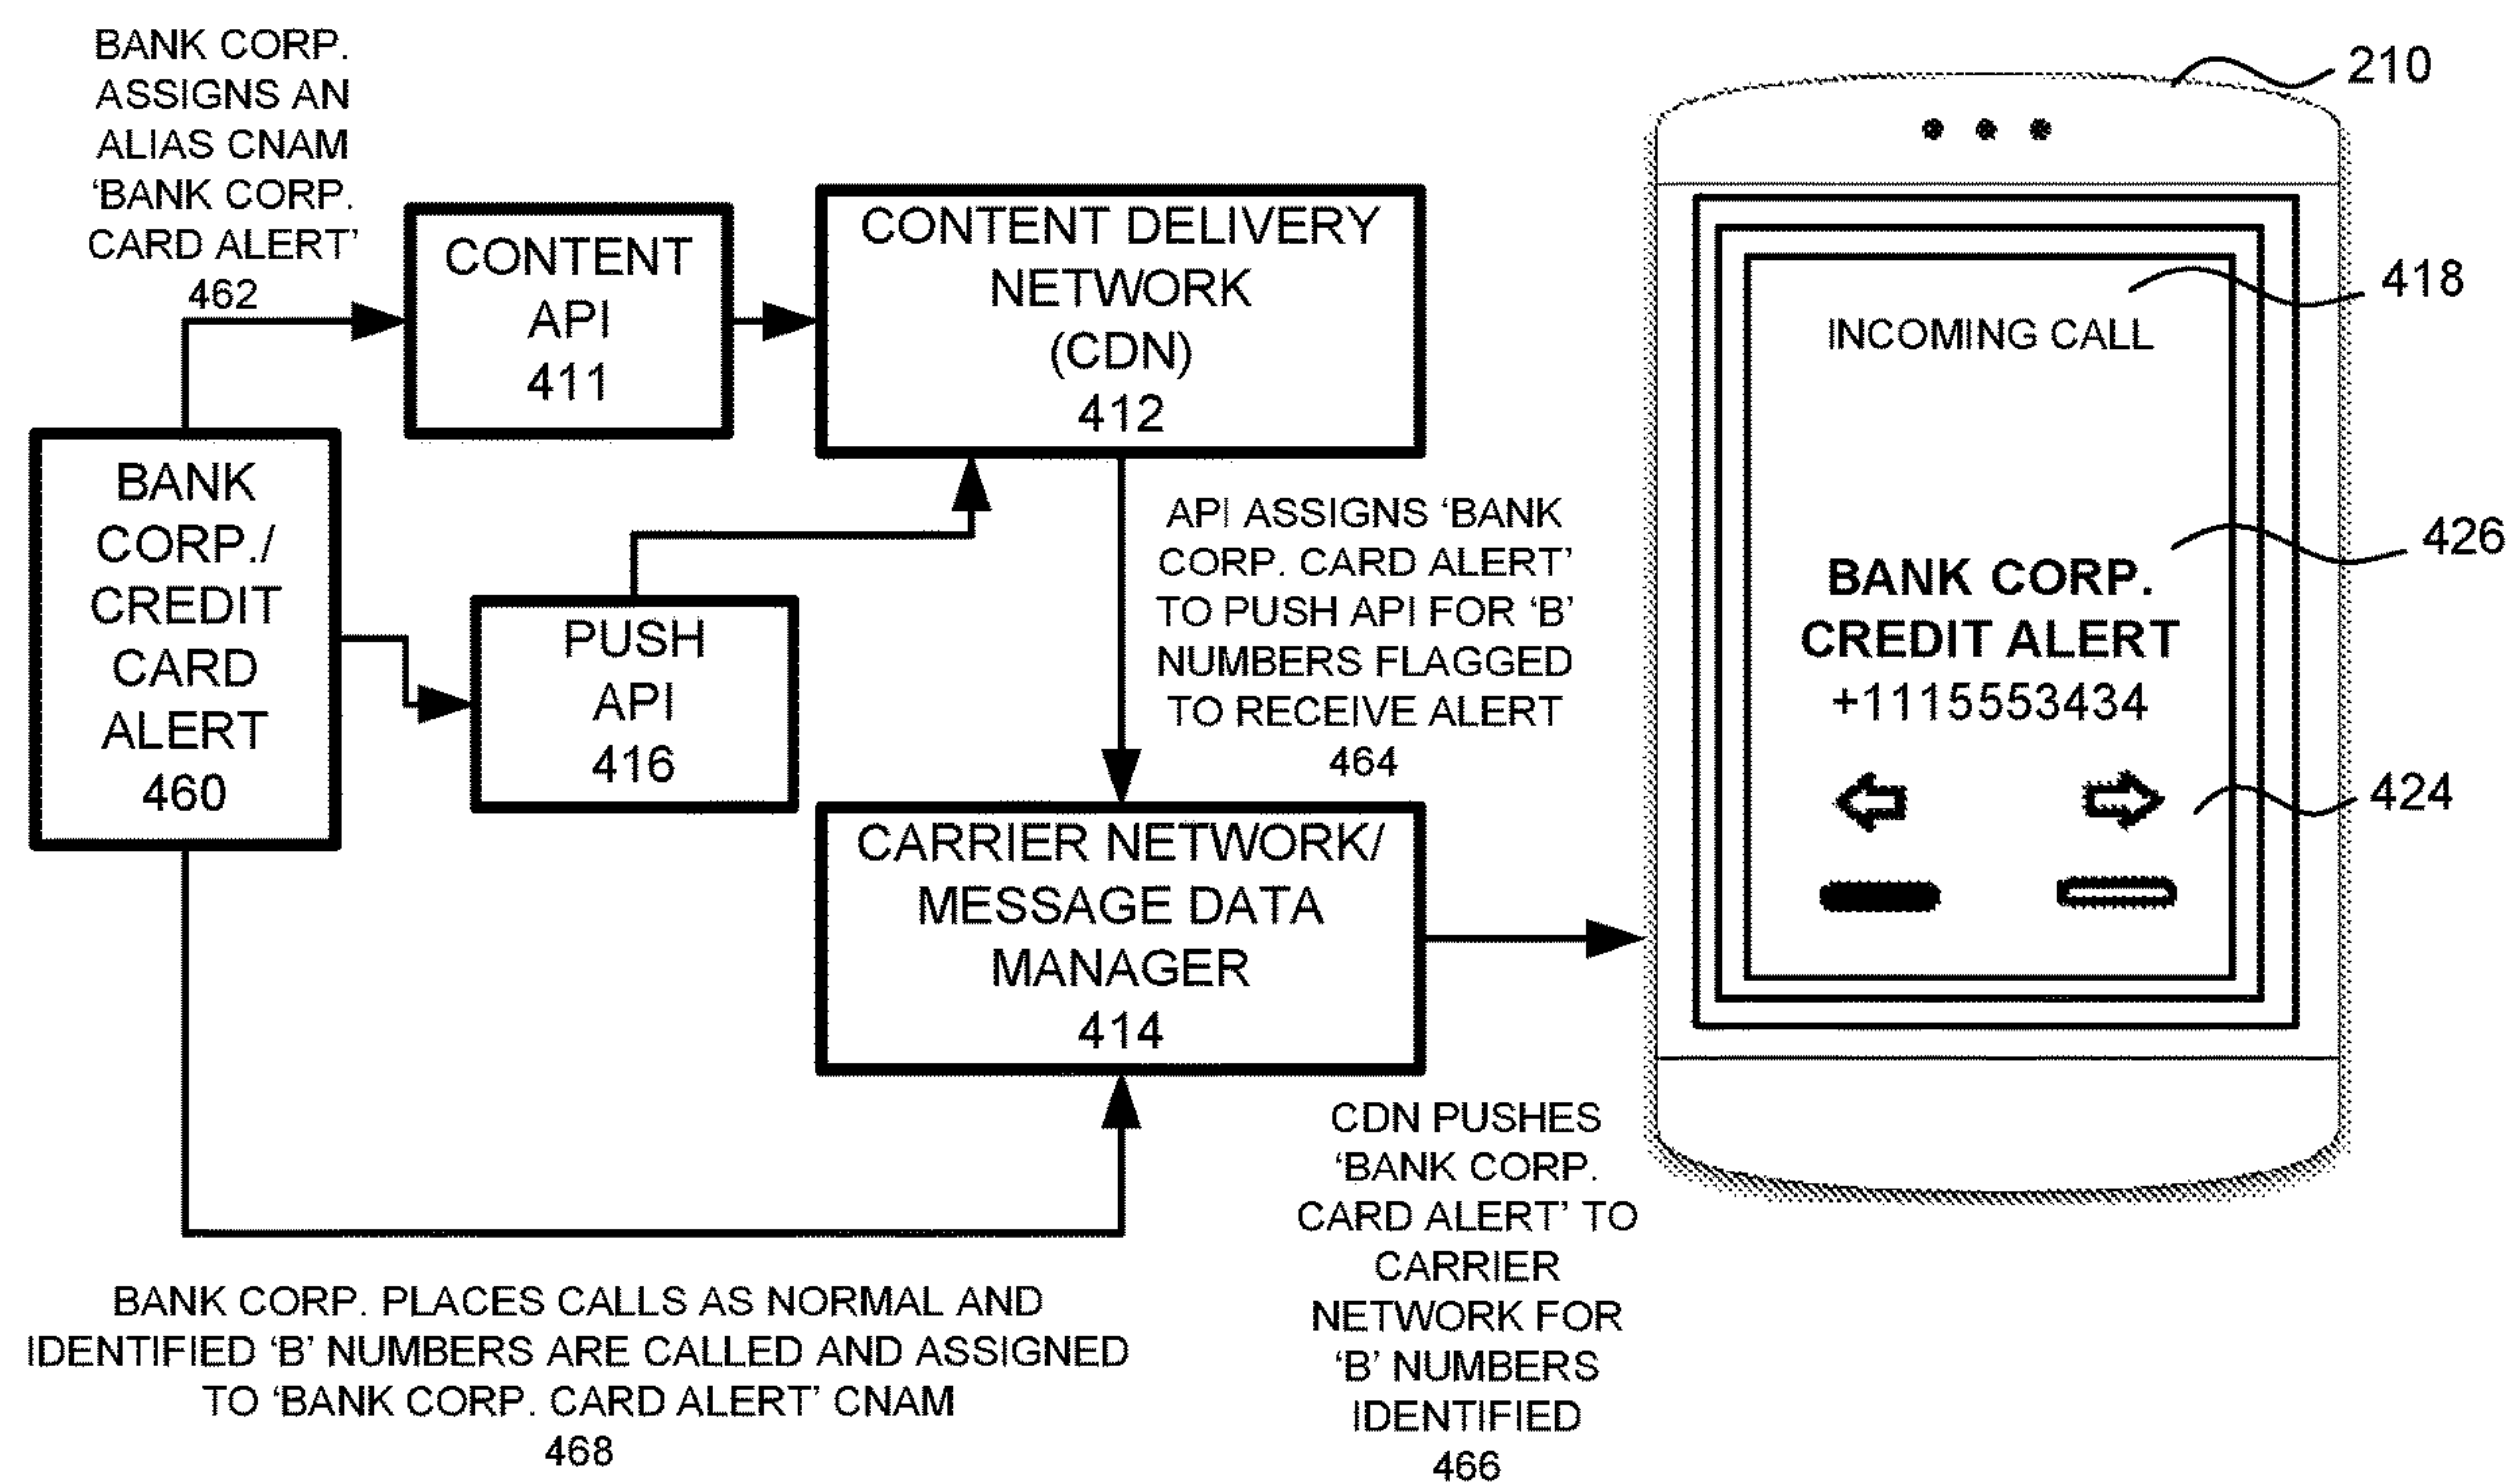 BANK CORP.
ASSIGNS AN
ALIAS CNAM
‘BANK CORP.
CARD ALERT’
462
CONTENT
API
411
CONTENT DELIVERY
NETWORK
(CDN)
412
BANK
CORP./
CREDIT
CARD
ALERT
460
PUSH
API
416
API ASSIGNS ‘BANK
CORP. CARD ALERT’
TO PUSH API FOR ‘B’
NUMBERS FLAGGED
TO RECEIVE ALERT
464
CARRIER NETWORK/
MESSAGE DATA
MANAGER
414
BANK CORP. PLACES CALLS AS NORMAL AND
IDENTIFIED ‘B’ NUMBERS ARE CALLED AND ASSIGNED
TO ‘BANK CORP. CARD ALERT’ CNAM
468
CDN PUSHES
‘BANK CORP.
CARD ALERT’ TO
CARRIER
NETWORK FOR
‘B’ NUMBERS
IDENTIFIED
466
210
418
INCOMING CALL
426
BANK CORP.
CREDIT ALERT
+1115553434
424